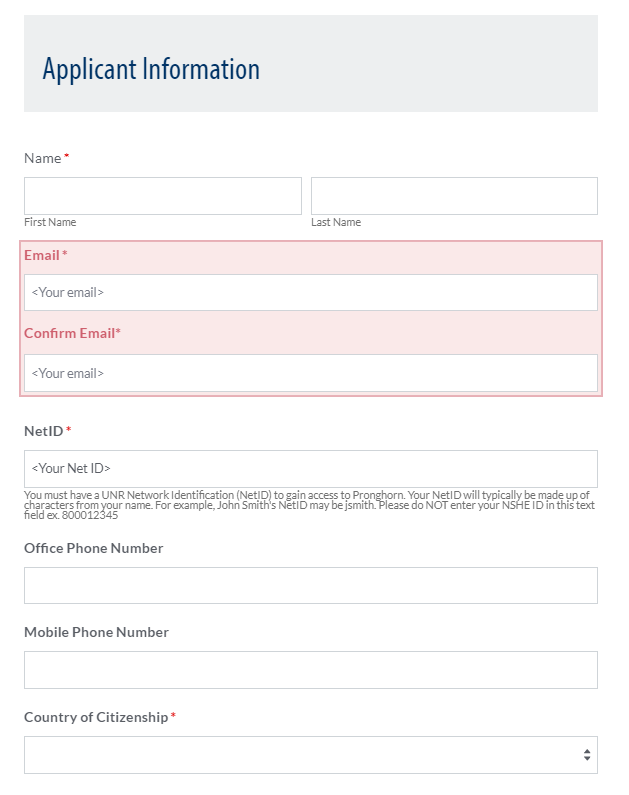 Applicant Information
Name *
First Name Last Name
Email *
<Your email>
Confirm Email*
<Your email>
NetID *
<Your Net ID>
You must have a UNR Network Identification (NetID) to gain access to Pronghorn. Your NetID will typically be made up of
characters from your name. For example, John Smith's NetID may be jsmith. Please do NOT enter your NSHE ID in this text
field ex. 800012345
Office Phone Number
Mobile Phone Number
Country of Citizenship *